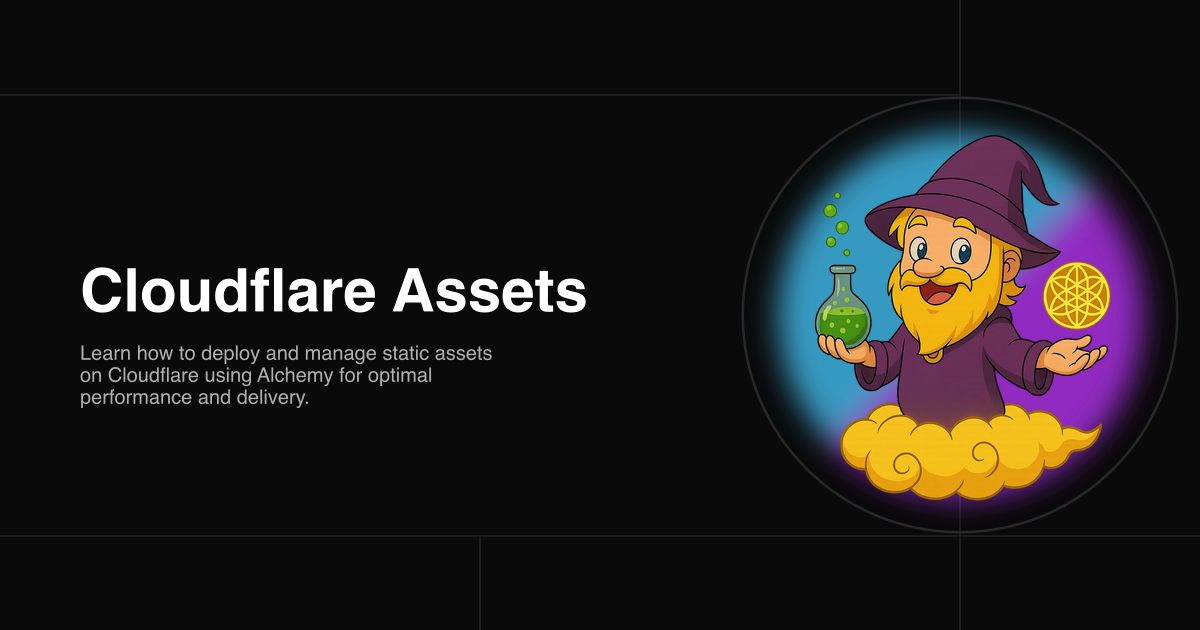 Cloudflare Assets
Learn how to deploy and manage static assets
on Cloudflare using Alchemy for optimal
performance and delivery.